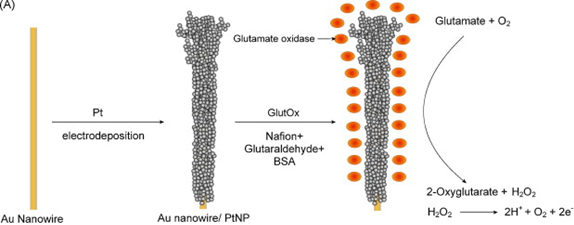 (A)
Glutamate oxidase
Glutamate + O₂
Pt
electrodeposition
GlutOx
Nafion+
Glutaraldehyde+
BSA
2-Oxyglutarate + H₂O₂
H₂O₂ → 2H⁺ + O₂ + 2e⁻
Au Nanowire
Au nanowire/ PtNP